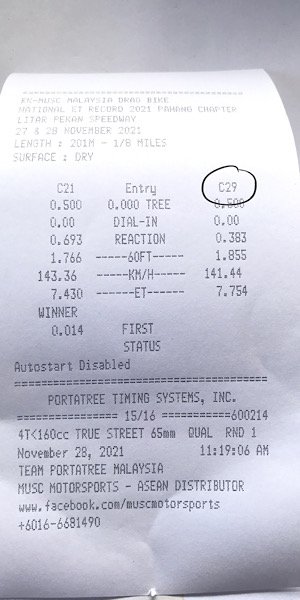 EN-MUSC MALAYSIA DRAG BIKE
NATIONAL ET RECORD 2021 PAHANG CHAPTER
LITAR PEKAN SPEEDWAY
27 & 28 NOVEMBER 2021
LENGTH : 201M - 1/8 MILES
SURFACE : DRY
C21 Entry C29
0.500 0.000 TREE 0.500
0.00 DIAL-IN 0.00
0.693 REACTION 0.383
1.766 ------60FT----- 1.855
143.36 -----KM/H----- 141.44
7.430 ------ET------ 7.754
WINNER
0.014 FIRST
STATUS
Autostart Disabled
======================================
PORTATREE TIMING SYSTEMS, INC.
=============== 15/16 ===========600214
4T<160cc TRUE STREET 65mm QUAL RND 1
November 28, 2021 11:19:06 AM
TEAM PORTATREE MALAYSIA
MUSC MOTORSPORTS - ASEAN DISTRIBUTOR
www.facebook.com/muscmotorsports
+6016-6681490